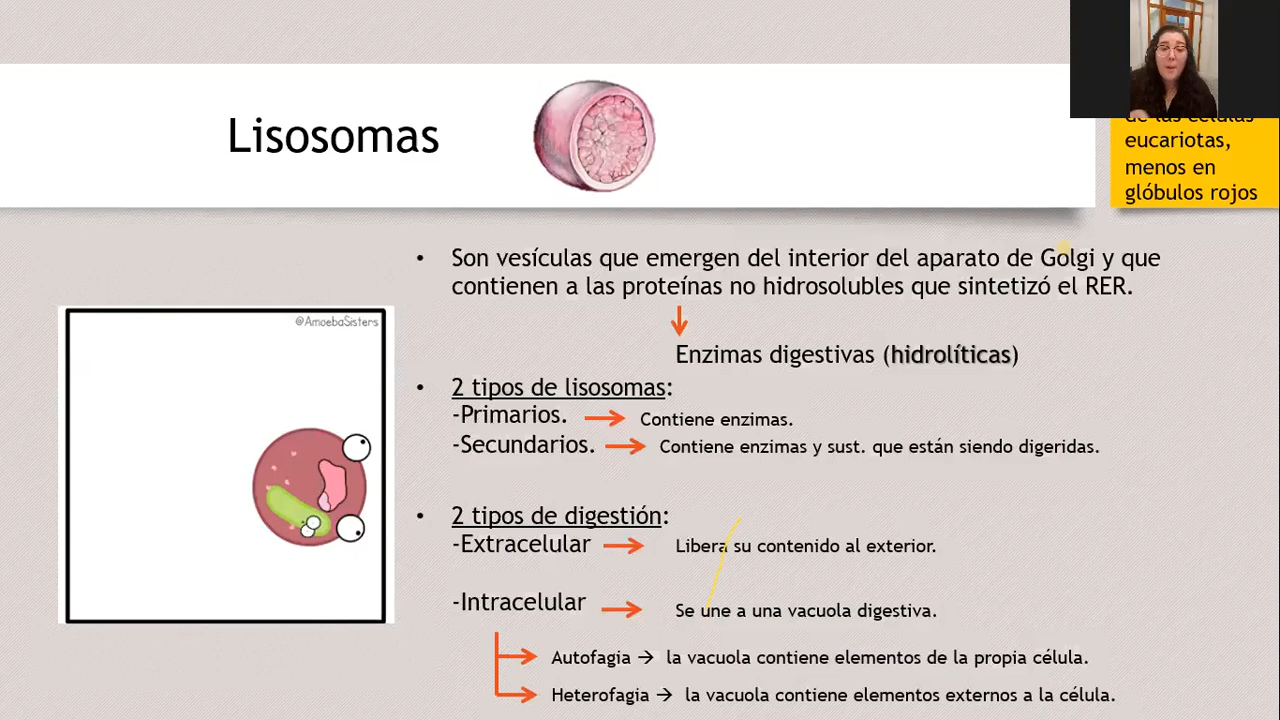 Lisosomas
de las células
eucariotas,
menos en
glóbulos rojos
• Son vesículas que emergen del interior del aparato de Golgi y que
contienen a las proteínas no hidrosolubles que sintetizó el RER.
Enzimas digestivas (hidrolíticas)
@AmoebaSisters
• 2 tipos de lisosomas:
-Primarios. → Contiene enzimas.
-Secundarios. → Contiene enzimas y sust. que están siendo digeridas.
• 2 tipos de digestión:
-Extracelular → Libera su contenido al exterior.
-Intracelular → Se une a una vacuola digestiva.
Autofagia → la vacuola contiene elementos de la propia célula.
Heterofagia → la vacuola contiene elementos externos a la célula.